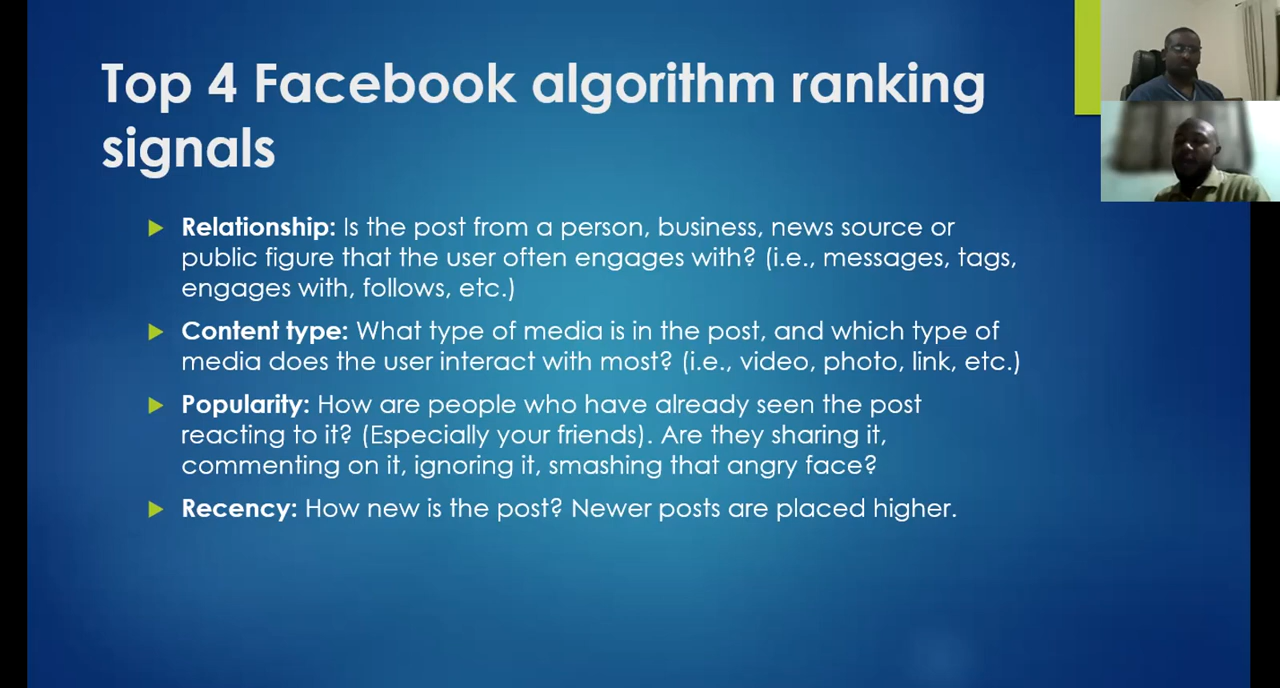 Top 4 Facebook algorithm ranking
signals
Relationship: Is the post from a person, business, news source or
public figure that the user often engages with? (i.e., messages, tags,
engages with, follows, etc.)
Content type: What type of media is in the post, and which type of
media does the user interact with most? (i.e., video, photo, link, etc.)
Popularity: How are people who have already seen the post
reacting to it? (Especially your friends). Are they sharing it,
commenting on it, ignoring it, smashing that angry face?
Recency: How new is the post? Newer posts are placed higher.